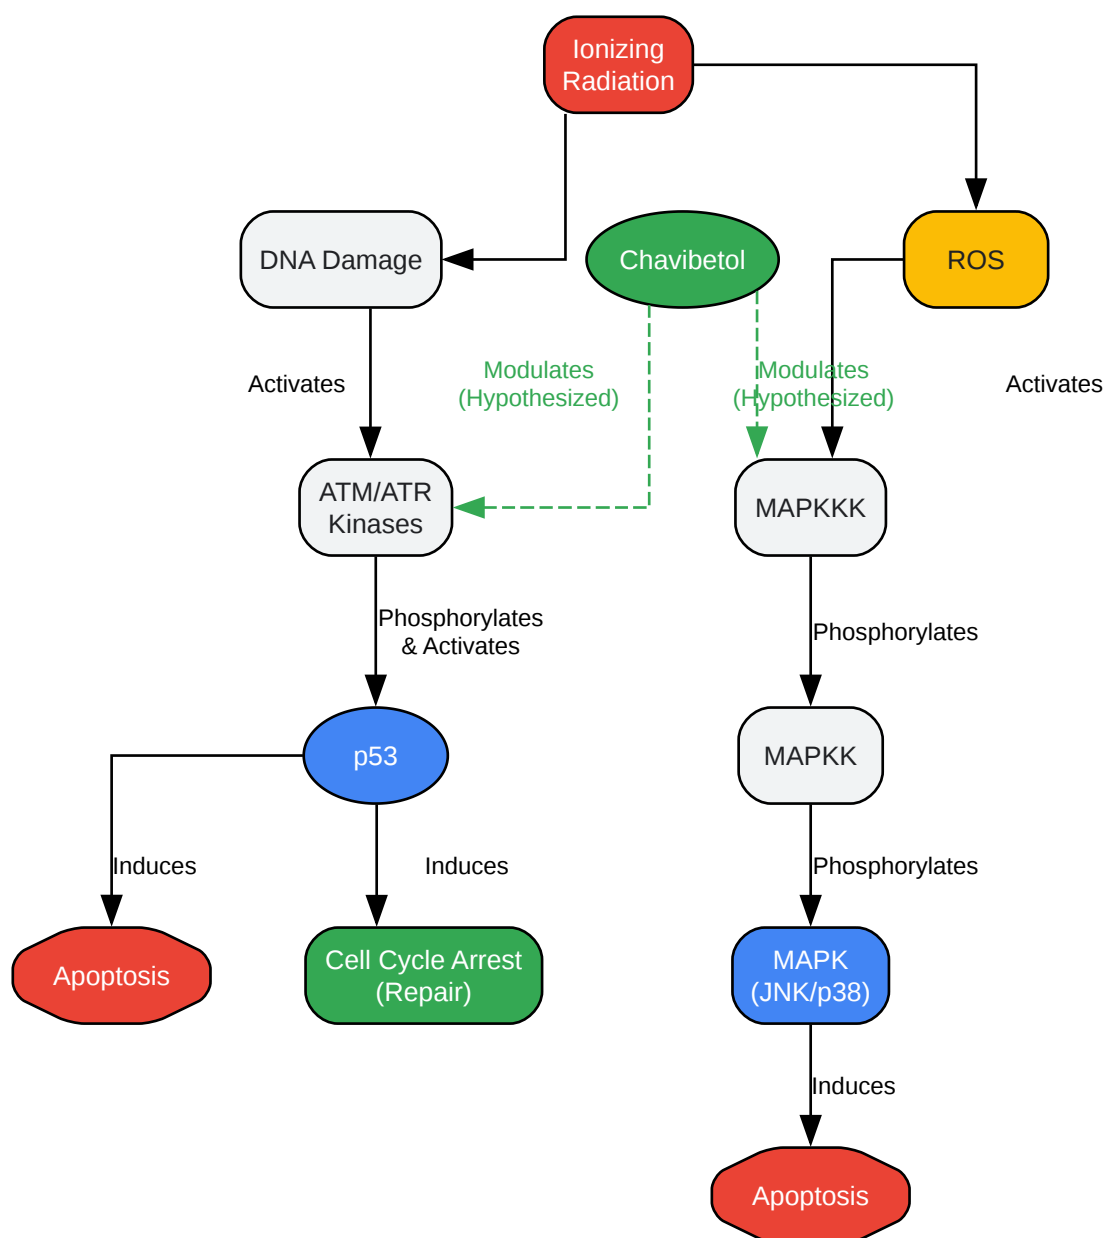 Ionizing
Radiation
DNA Damage
Chavibetol
ROS
Activates
Modulates
(Hypothesized)
Modulates
(Hypothesized)
Activates
ATM/ATR
Kinases
MAPKKK
Phosphorylates
& Activates
Phosphorylates
p53
MAPKK
Induces
Induces
Phosphorylates
Apoptosis
Cell Cycle Arrest
(Repair)
MAPK
(JNK/p38)
Induces
Apoptosis